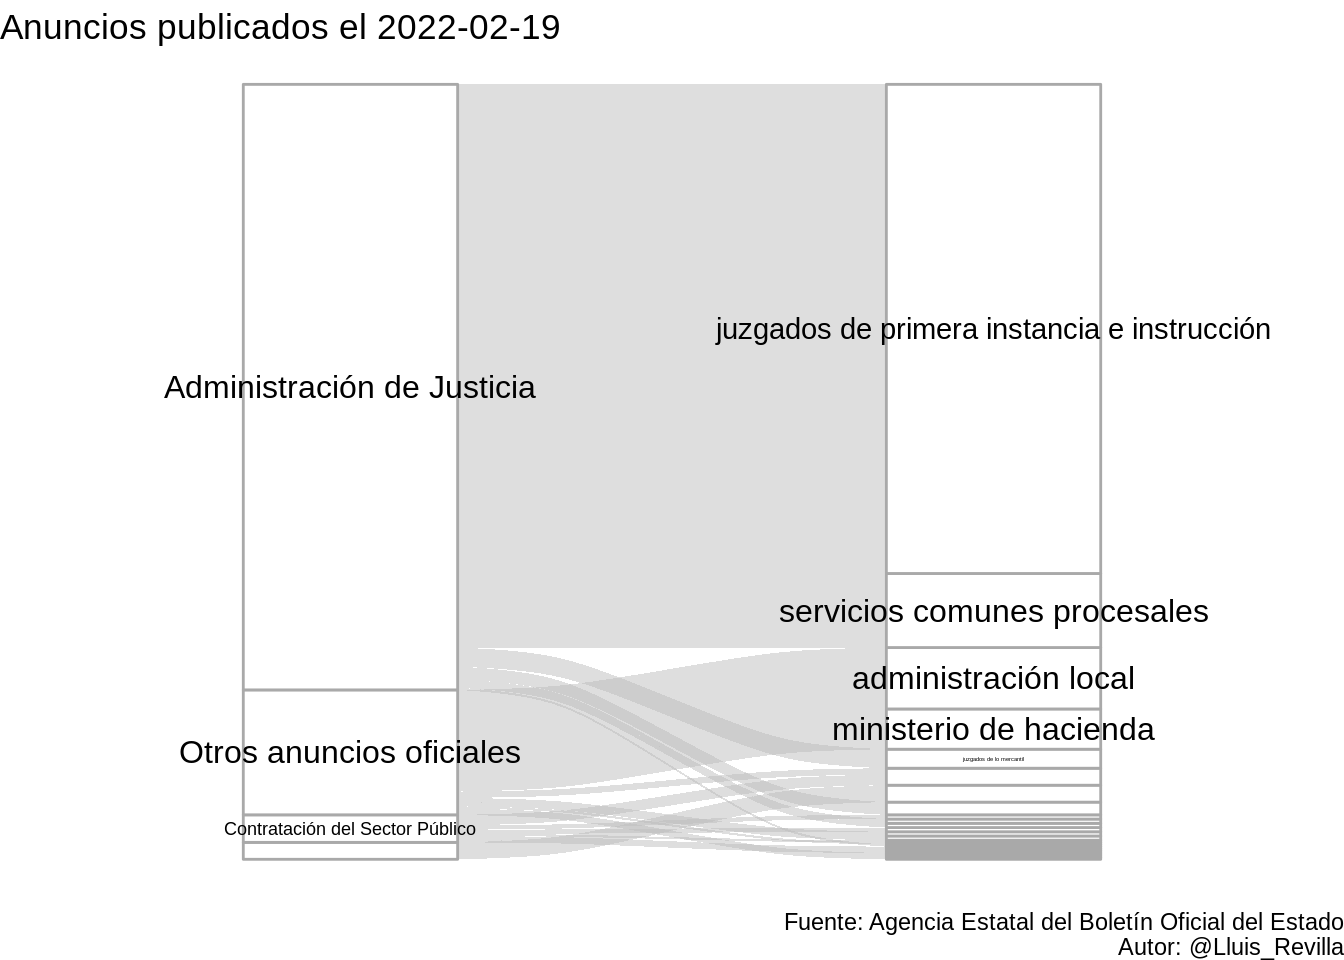 Anuncios publicados el 2022-02-19
juzgados de primera instancia e instrucción
Administración de Justicia
servicios comunes procesales
administración local
ministerio de hacienda
Otros anuncios oficiales
juzgados de lo mercantil
Contratación del Sector Público
Fuente: Agencia Estatal del Boletín Oficial del Estado
Autor: @Lluis_Revilla